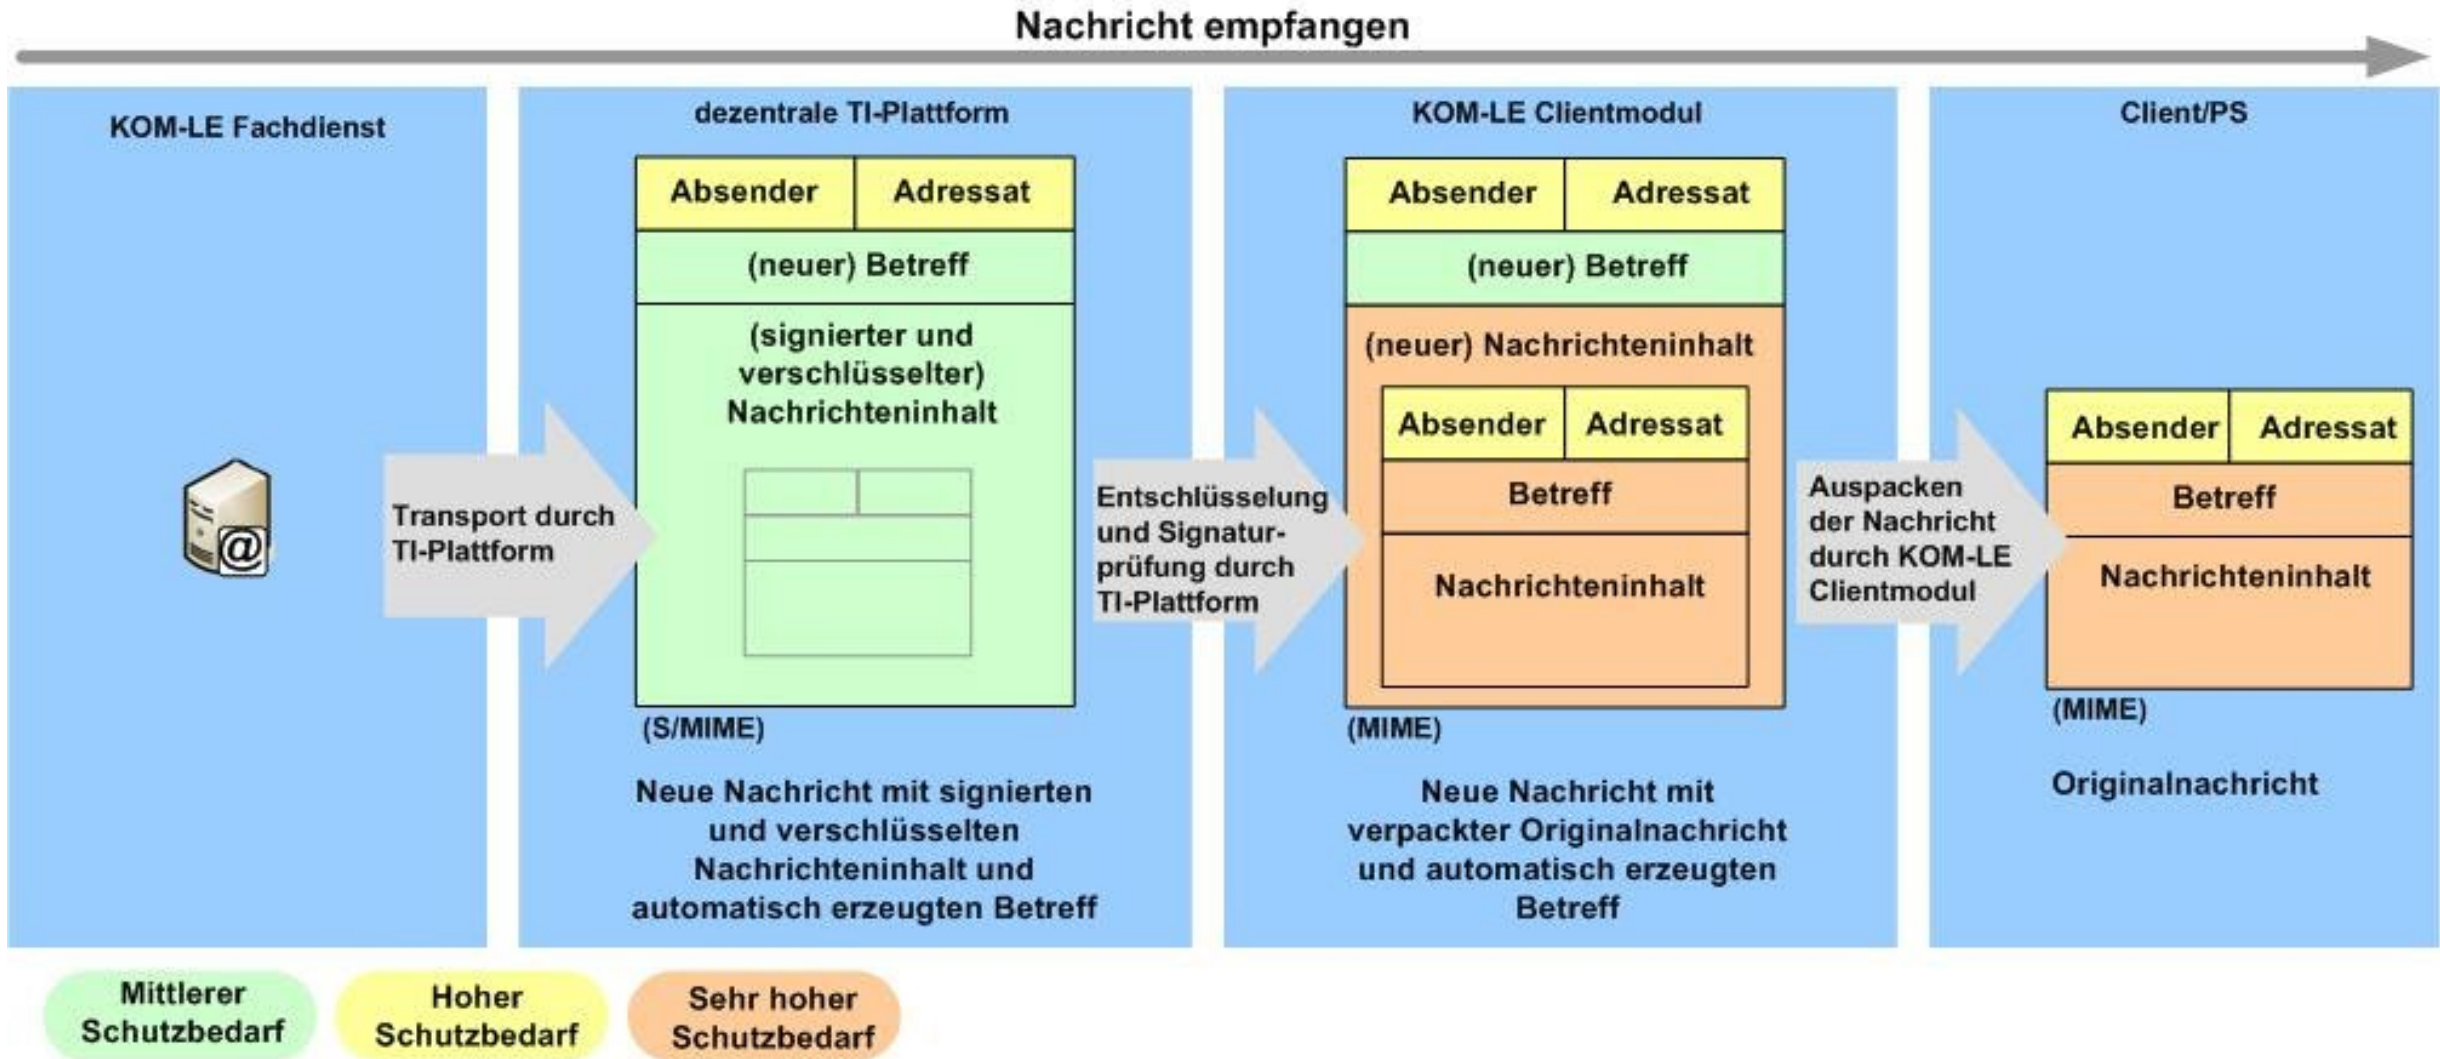 Nachricht empfangen
KOM-LE Fachdienst
Transport durch
TI-Plattform
dezentrale TI-Plattform
Absender
Adressat
(neuer) Betreff
(signierter und
verschlüsselter)
Nachrichteninhalt
(S/MIME)
Neue Nachricht mit signierten
und verschlüsselten
Nachrichteninhalt und
automatisch erzeugten Betreff
Entschlüsselung
und Signatur-
prüfung durch
TI-Plattform
KOM-LE Clientmodul
Absender
Adressat
(neuer) Betreff
(neuer) Nachrichteninhalt
Absender
Adressat
Betreff
Nachrichteninhalt
(MIME)
Neue Nachricht mit
verpackter Originalnachricht
und automatisch erzeugten
Betreff
Auspacken
der Nachricht
durch KOM-LE
Clientmodul
Client/PS
Absender
Adressat
Betreff
Nachrichteninhalt
(MIME)
Originalnachricht
Mittlerer
Schutzbedarf
Hoher
Schutzbedarf
Sehr hoher
Schutzbedarf
@